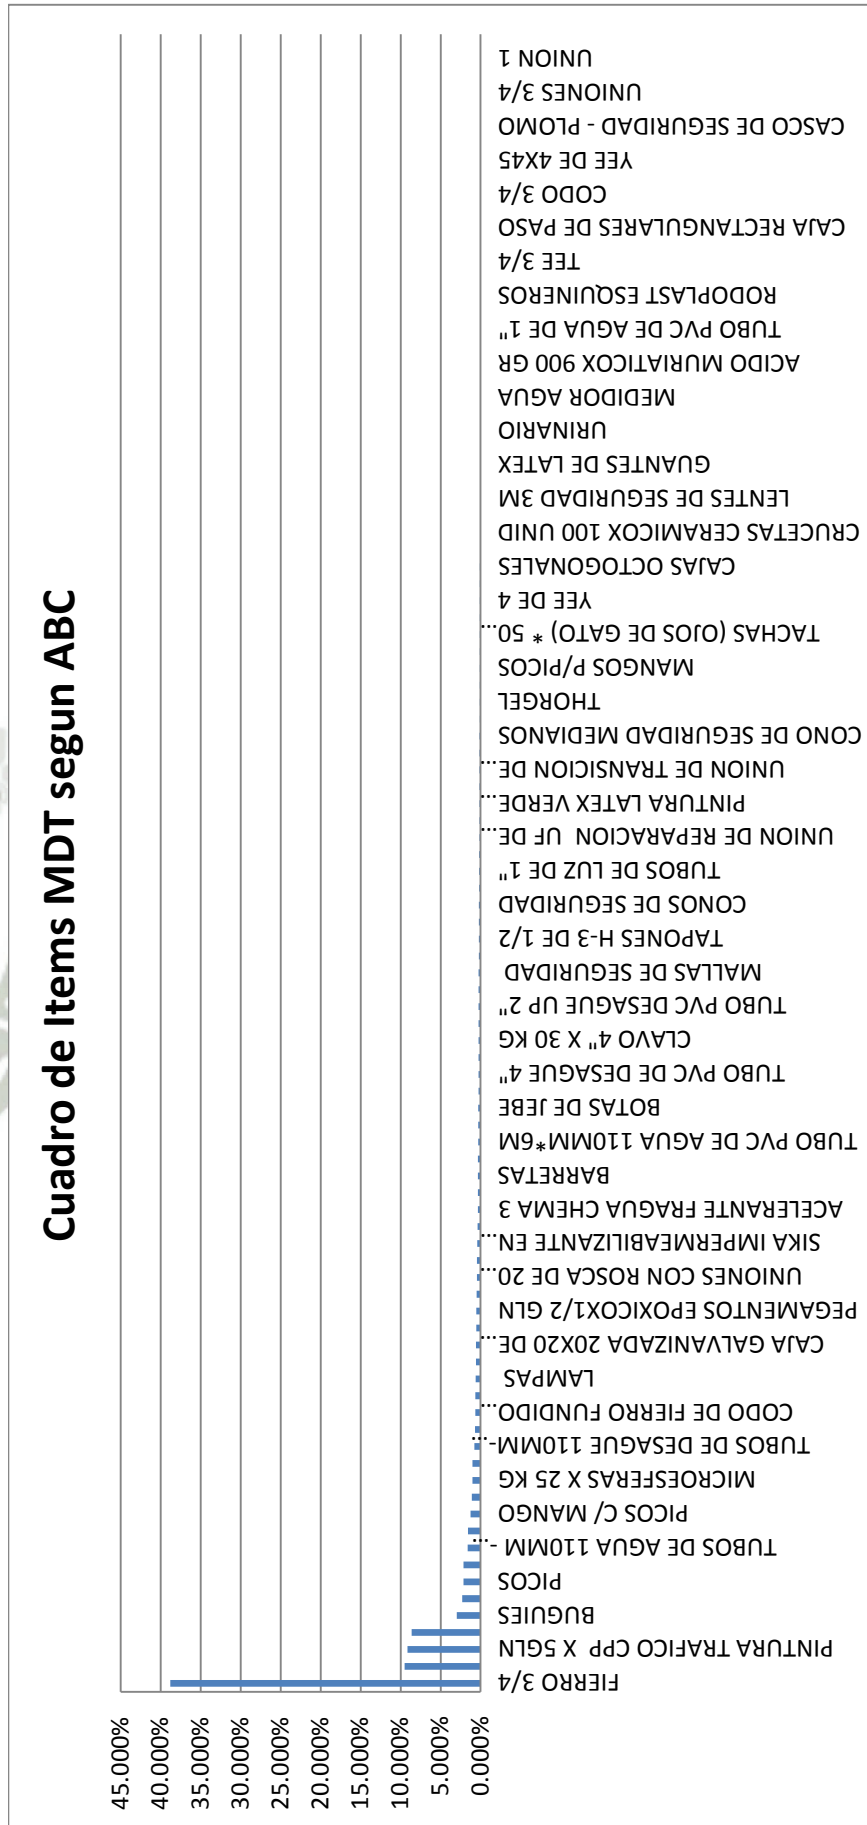 Cuadro de Items MDT segun ABC
45.000%
40.000%
35.000%
30.000%
25.000%
20.000%
15.000%
10.000%
5.000%
0.000%
FIERRO 3/4
PINTURA TRAFICO CPP X 5GLN
BUGUIES
PICOS
TUBOS DE AGUA 110MM -...
PICOS C/ MANGO
MICROESFERAS X 25 KG
TUBOS DE DESAGUE 110MM-...
CODO DE FIERRO FUNDIDO...
LAMPAS
CAJA GALVANIZADA 20X20 DE...
PEGAMENTOS EPOXICOX1/2 GLN
UNIONES CON ROSCA DE 20...
SIKA IMPERMEABILIZANTE EN...
ACELERANTE FRAGUA CHEMA 3
BARRETAS
TUBO PVC DE AGUA 110MM*6M
BOTAS DE JEBE
TUBO PVC DE DESAGUE 4"
CLAVO 4" X 30 KG
TUBO PVC DESAGUE UP 2"
MALLAS DE SEGURIDAD
TAPONES H-3 DE 1/2
CONOS DE SEGURIDAD
TUBOS DE LUZ DE 1"
UNION DE REPARACION UF DE...
PINTURA LATEX VERDE...
UNION DE TRANSICION DE...
CONO DE SEGURIDAD MEDIANOS
THORGEL
MANGOS P/PICOS
TACHAS (OJOS DE GATO) * 50...
YEE DE 4
CAJAS OCTOGONALES
CRUCETAS CERAMICOX 100 UNID
LENTES DE SEGURIDAD 3M
GUANTES DE LATEX
URINARIO
MEDIDOR AGUA
ACIDO MURIATICOX 900 GR
TUBO PVC DE AGUA DE 1"
RODOPLAST ESQUINEROS
TEE 3/4
CAJA RECTANGULARES DE PASO
CODO 3/4
YEE DE 4X45
CASCO DE SEGURIDAD - PLOMO
UNIONES 3/4
UNION 1